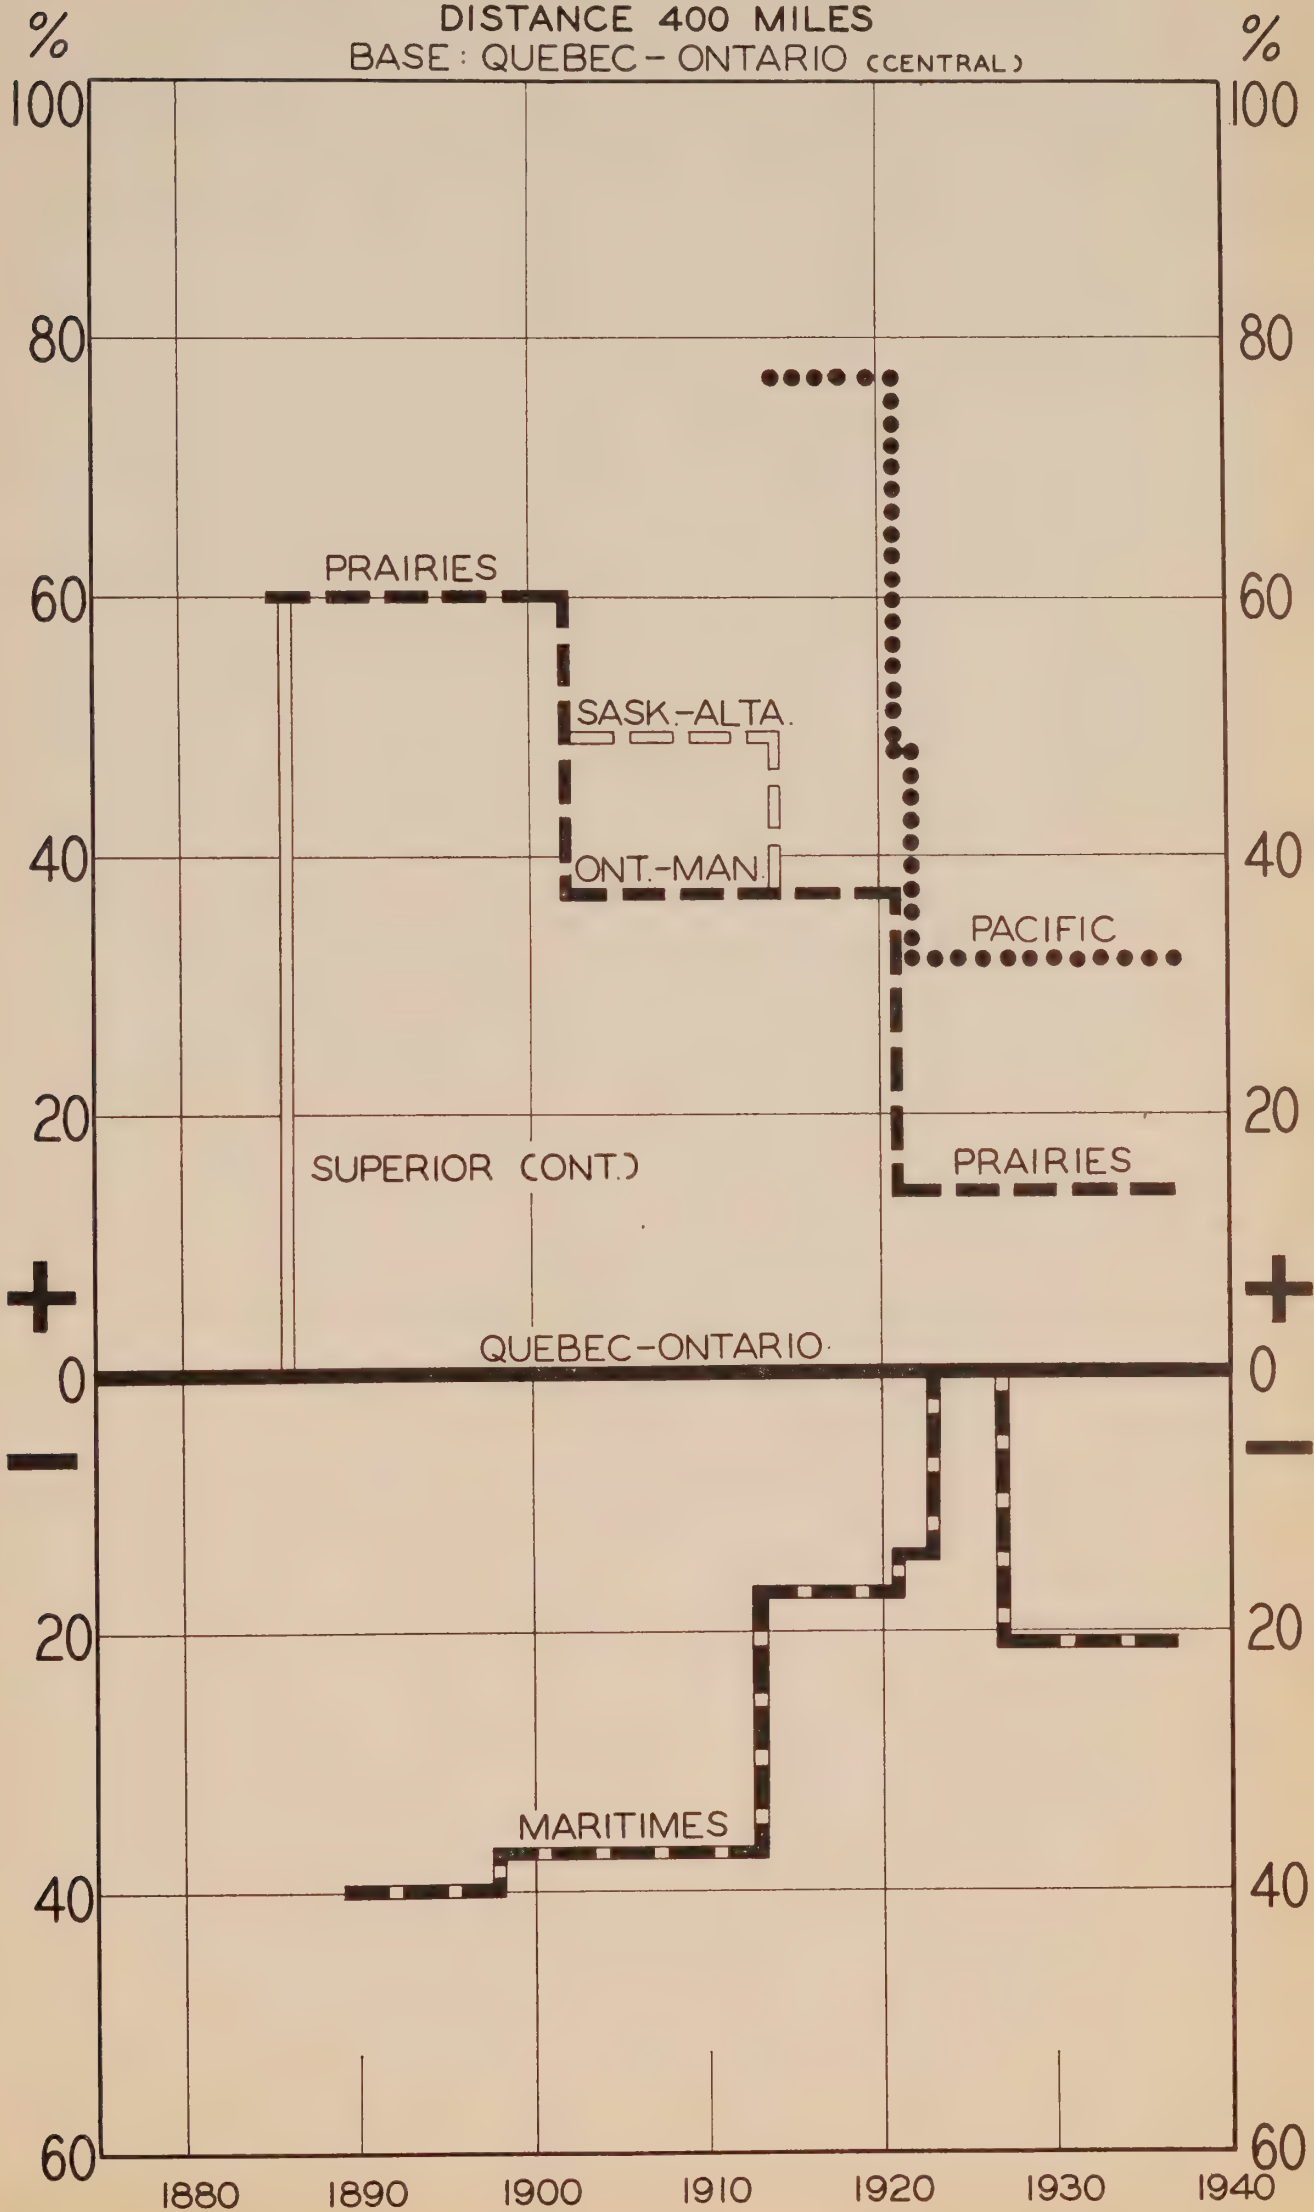 DISTANCE 400 MILES
% %
BASE: QUEBEC-ONTARIO (CENTRAL)
100 100
80 80
PRAIRIES
60 60
SASK.-ALTA.
40 ONT.-MAN. 40
PACIFIC
20 20
SUPERIOR (ONT.) PRAIRIES
+ +
QUEBEC-ONTARIO
0 0
− −
20 20
MARITIMES
40 40
60 60
1880 1890 1900 1910 1920 1930 1940